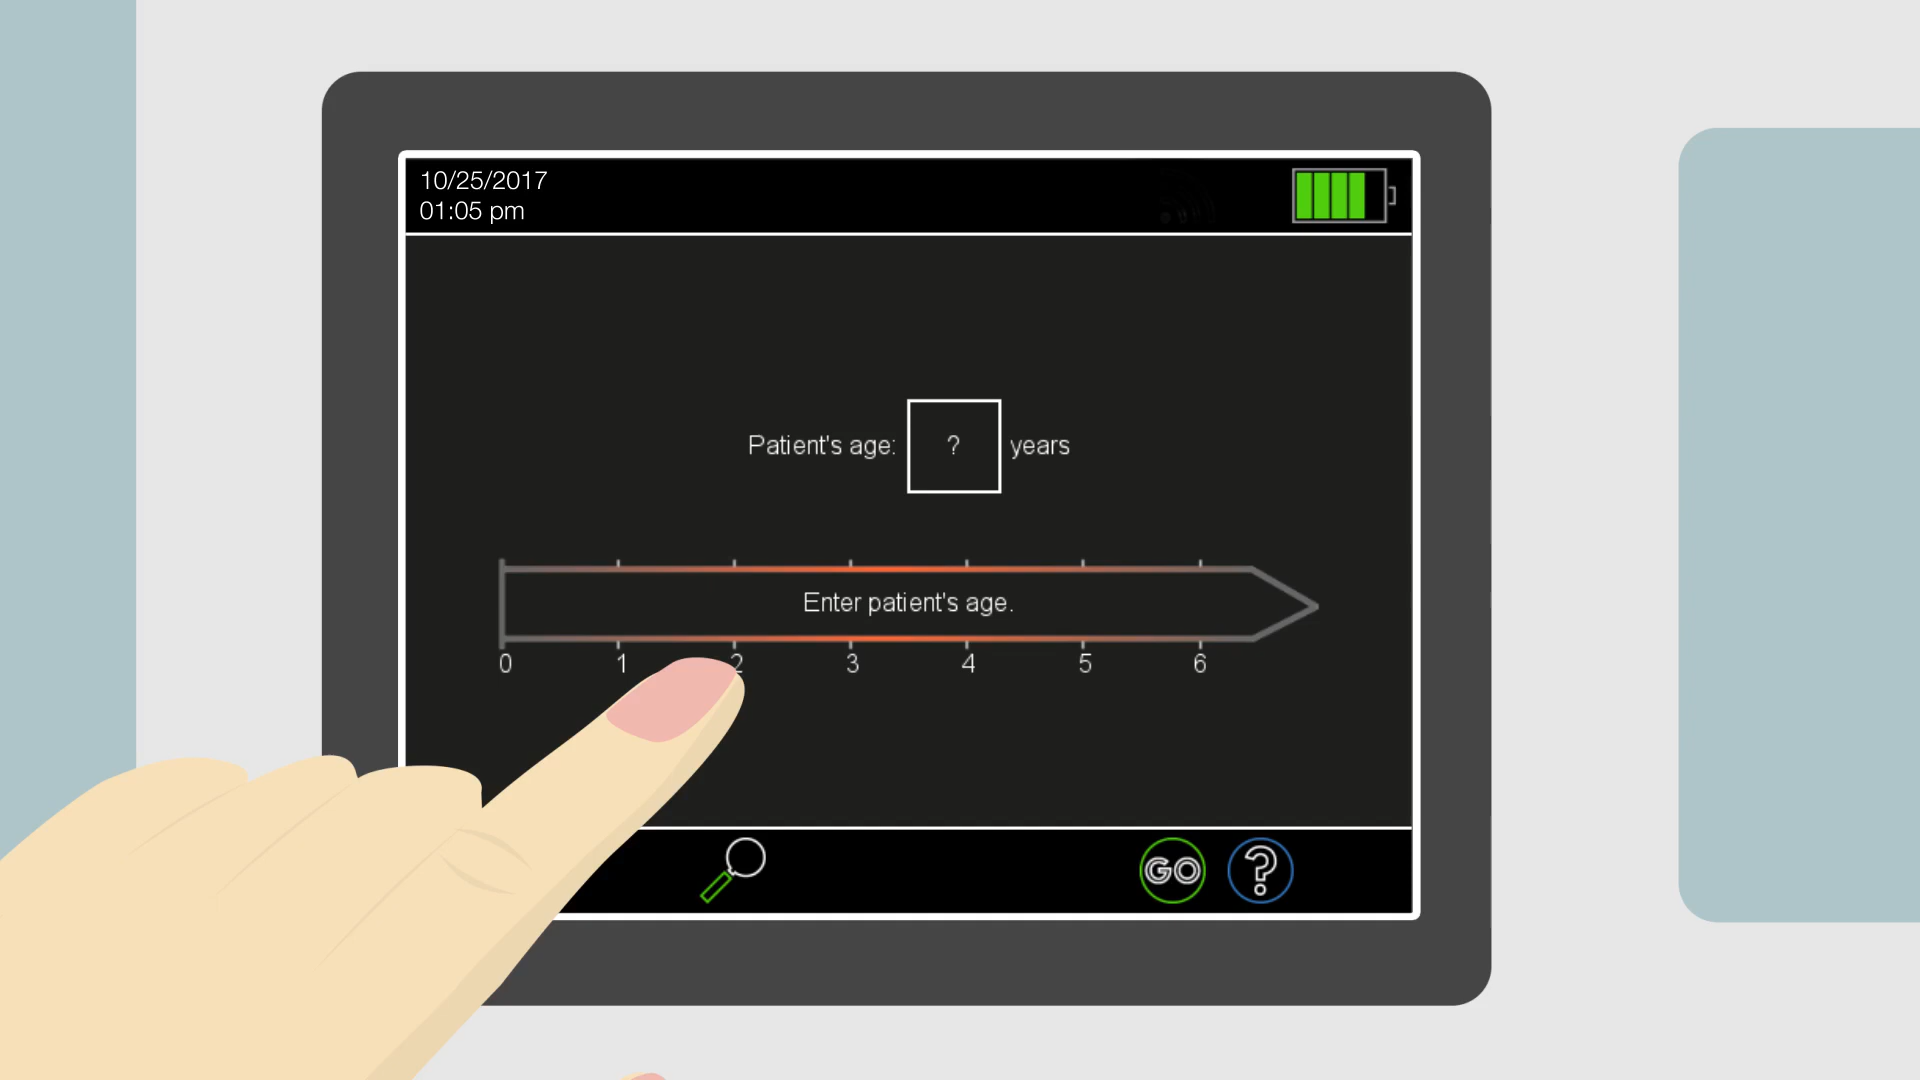 10/25/2017
01:05 pm
Patient's age: ? years
Enter patient's age.
0 1 2 3 4 5 6
GO ?